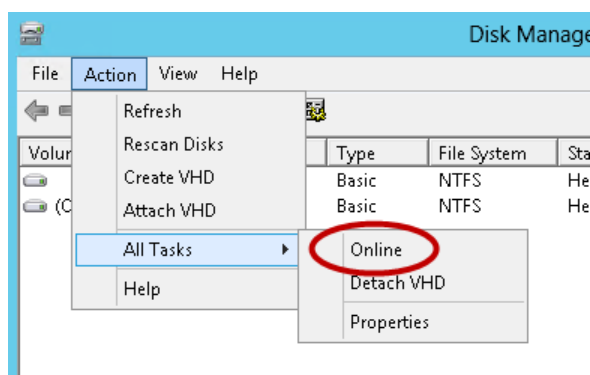 Disk Manage
File Action View Help
Refresh
Rescan Disks
Create VHD
Attach VHD
All Tasks
Help
Online
Detach VHD
Properties
Volur Type File System Sta
Basic NTFS He
(C Basic NTFS He